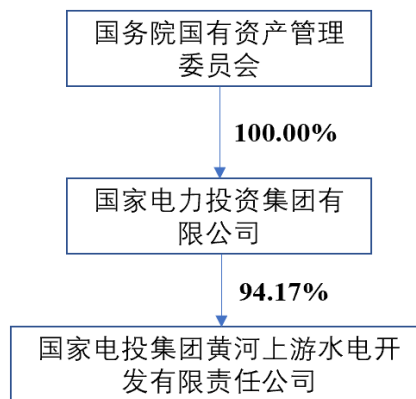 国务院国有资产管理
委员会
100.00%
国家电力投资集团有
限公司
94.17%
国家电投集团黄河上游水电开
发有限责任公司